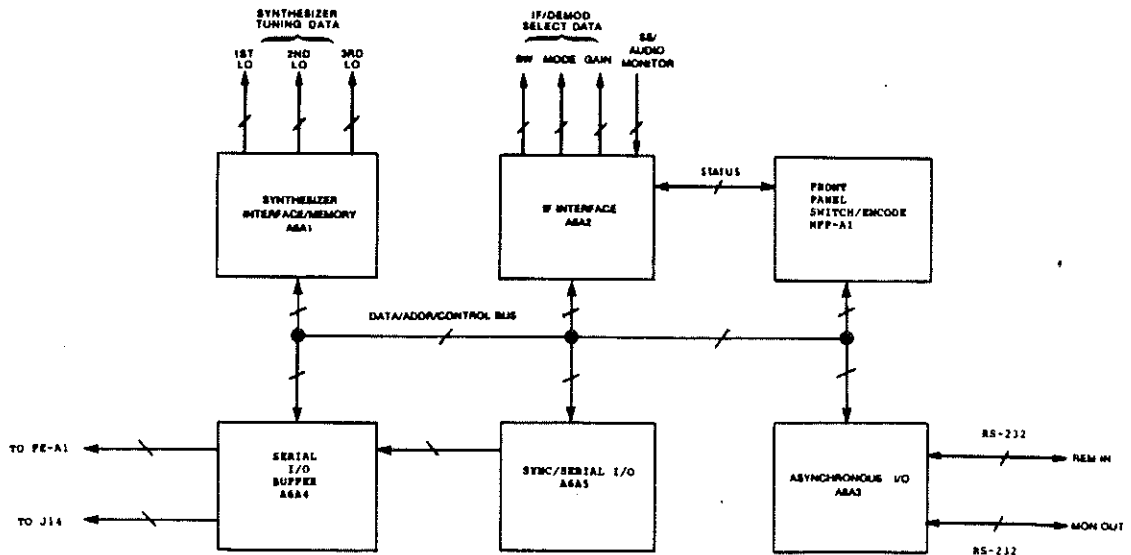 SYNTHESIZER
TUNING DATA
1ST
LO
2ND
LO
3RD
LO
IF/DEMOD
SELECT DATA
BW MODE GAIN
SS/
AUDIO
MONITOR
SYNTHESIZER
INTERFACE/MEMORY
A6A1
IF INTERFACE
A6A2
STATUS
FRONT
PANEL
SWITCH/ENCODE
MFP-A1
DATA/ADDR/CONTROL BUS
TO FE-A1
TO J14
SERIAL
I/O
BUFFER
A6A4
SYNC/SERIAL I/O
A6A5
ASYNCHRONOUS I/O
A6A3
RS-232
REM IN
MON OUT
RS-232